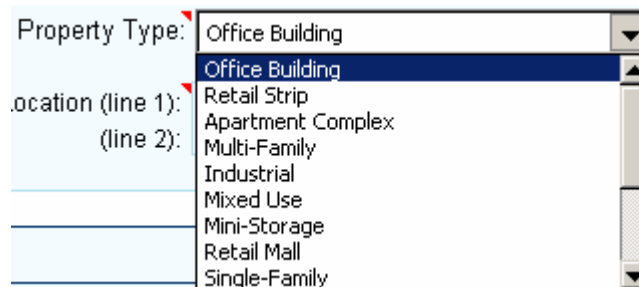 Property Type: Office Building
Office Building
Location (line 1): Retail Strip
Apartment Complex
(line 2): Multi-Family
Industrial
Mixed Use
Mini-Storage
Retail Mall
Single-Family